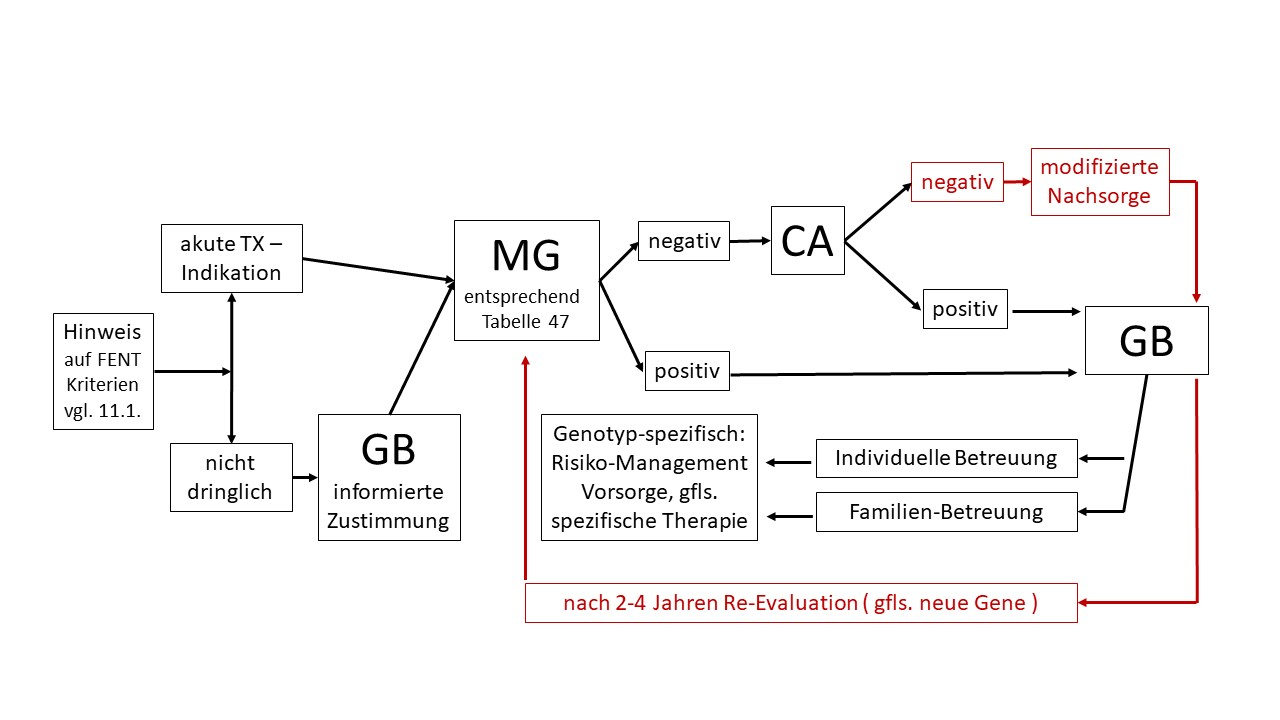 Hinweis
auf FENT
Kriterien
vgl. 11.1.
akute TX –
Indikation
nicht
dringlich
GB
informierte
Zustimmung
MG
entsprechend
Tabelle 47
negativ
positiv
CA
negativ
modifizierte
Nachsorge
positiv
GB
Individuelle Betreuung
Familien-Betreuung
Genotyp-spezifisch:
Risiko-Management
Vorsorge, gfls.
spezifische Therapie
nach 2-4 Jahren Re-Evaluation ( gfls. neue Gene )